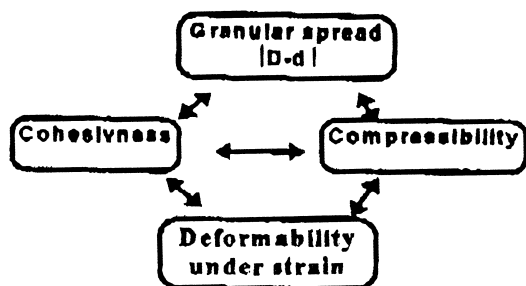 Granular spread
|D-d|
Cohesivness
Compressibility
Deformability
under strain